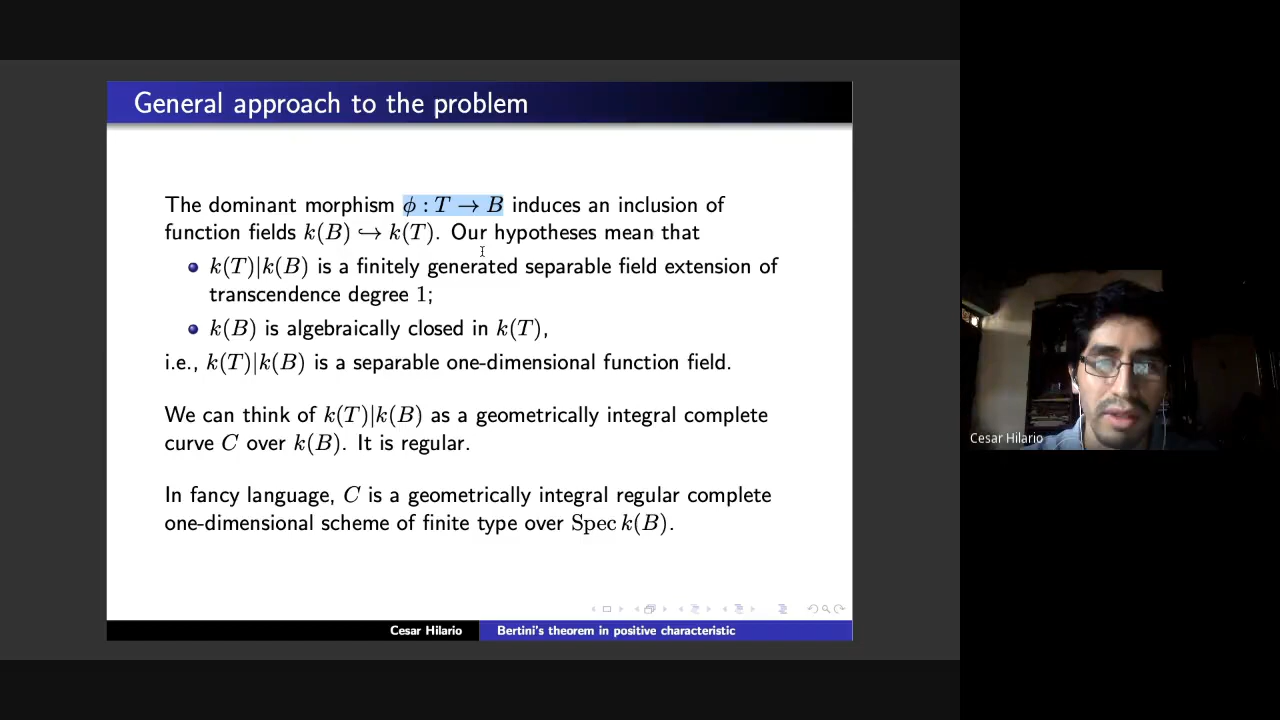 General approach to the problem
The dominant morphism ϕ : T → B induces an inclusion of
function fields k(B) ↪ k(T). Our hypotheses mean that
k(T)|k(B) is a finitely generated separable field extension of
transcendence degree 1;
k(B) is algebraically closed in k(T),
i.e., k(T)|k(B) is a separable one-dimensional function field.
We can think of k(T)|k(B) as a geometrically integral complete
curve C over k(B). It is regular.
In fancy language, C is a geometrically integral regular complete
one-dimensional scheme of finite type over Spec k(B).
Cesar Hilario
Bertini's theorem in positive characteristic
Cesar Hilario